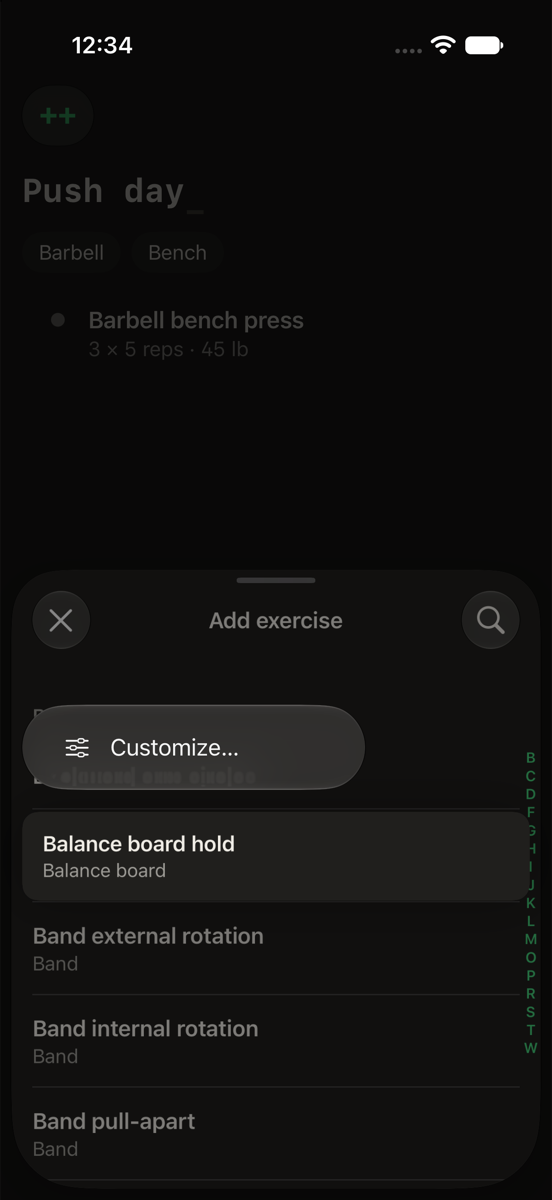 12:34
++
Push day_
Barbell
Bench
Barbell bench press
3 × 5 reps · 45 lb
Add exercise
Customize...
B
C
D
F
G
H
I
J
K
L
M
O
P
R
S
T
W
Balance board hold
Balance board
Band external rotation
Band
Band internal rotation
Band
Band pull-apart
Band